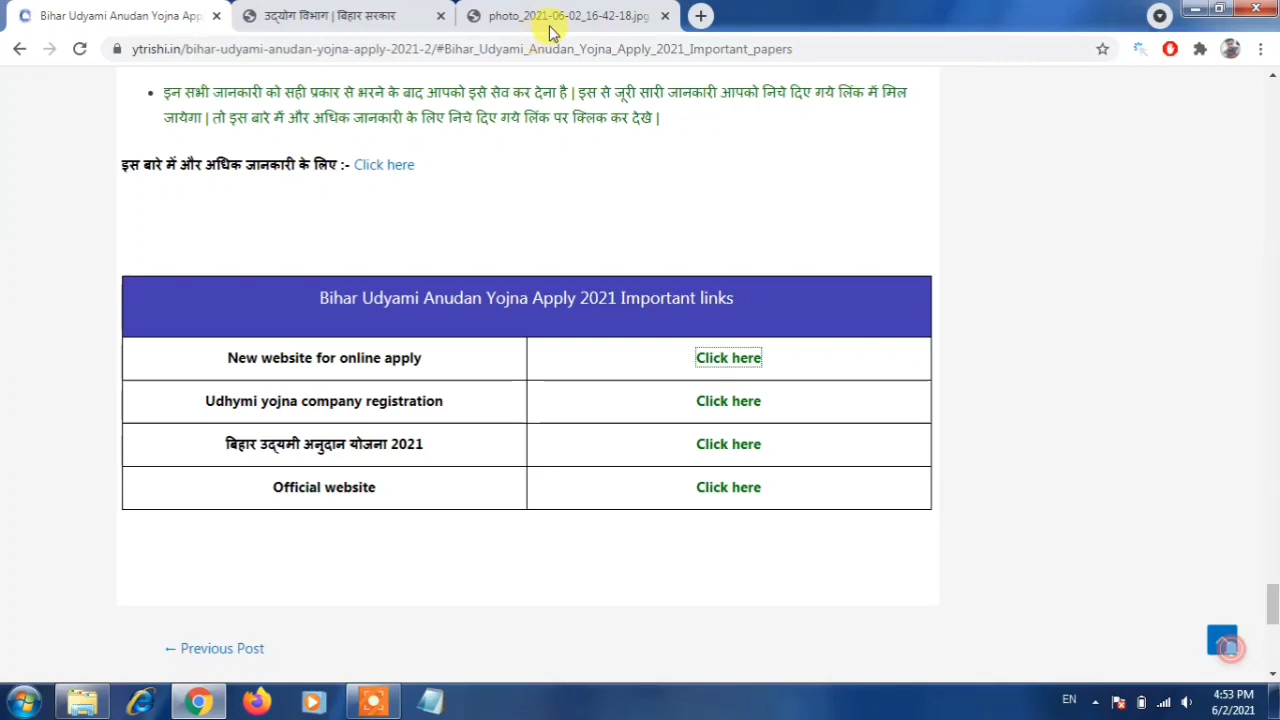 Bihar Udyami Anudan Yojna App
उद्योग विभाग | बिहार सरकार
photo_2021-06-02_16-42-18.jpg
ytrishi.in/bihar-udyami-anudan-yojna-apply-2021-2/#Bihar_Udyami_Anudan_Yojna_Apply_2021_Important_papers
इन सभी जानकारी को सही प्रकार से भरने के बाद आपको इसे सेव कर देना है | इस से जूरी सारी जानकारी आपको निचे दिए गये लिंक में मिल
जायेगा | तो इस बारे में और अधिक जानकारी के लिए निचे दिए गये लिंक पर क्लिक कर देखे |
इस बारे में और अधिक जानकारी के लिए :- Click here
Bihar Udyami Anudan Yojna Apply 2021 Important links
New website for online apply Click here
Udhymi yojna company registration Click here
बिहार उद्यमी अनुदान योजना 2021 Click here
Official website Click here
← Previous Post
EN
4:53 PM
6/2/2021